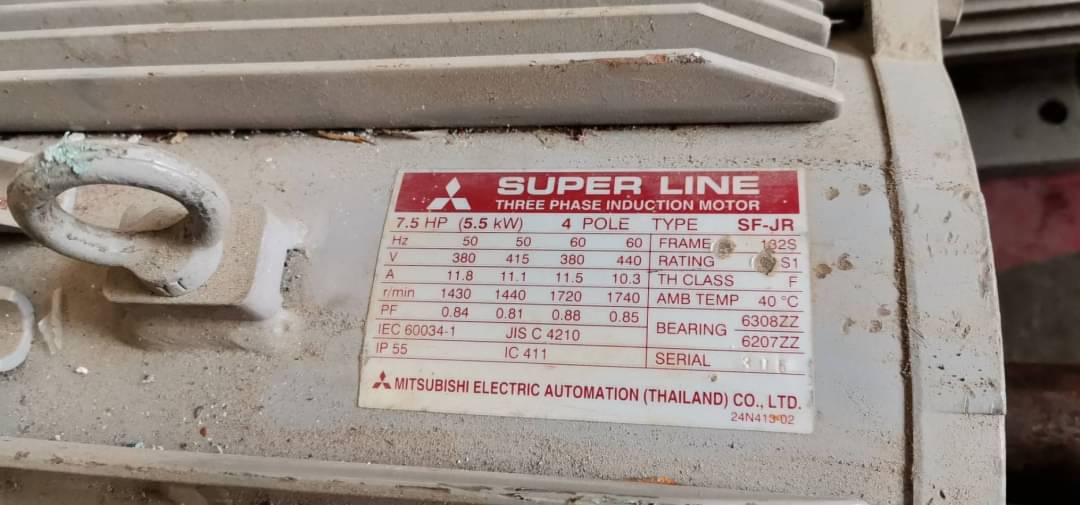 SUPER LINE
THREE PHASE INDUCTION MOTOR
7.5 HP (5.5 kW) 4 POLE TYPE SF-JR
Hz 50 50 60 60 FRAME 132S
V 380 415 380 440 RATING S1
A 11.8 11.1 11.5 10.3 TH CLASS F
r/min 1430 1440 1720 1740 AMB TEMP 40 °C
PF 0.84 0.81 0.88 0.85 BEARING 6308ZZ
6207ZZ
IEC 60034-1 JIS C 4210
IP 55 IC 411 SERIAL
MITSUBISHI ELECTRIC AUTOMATION (THAILAND) CO., LTD.
24N413-02